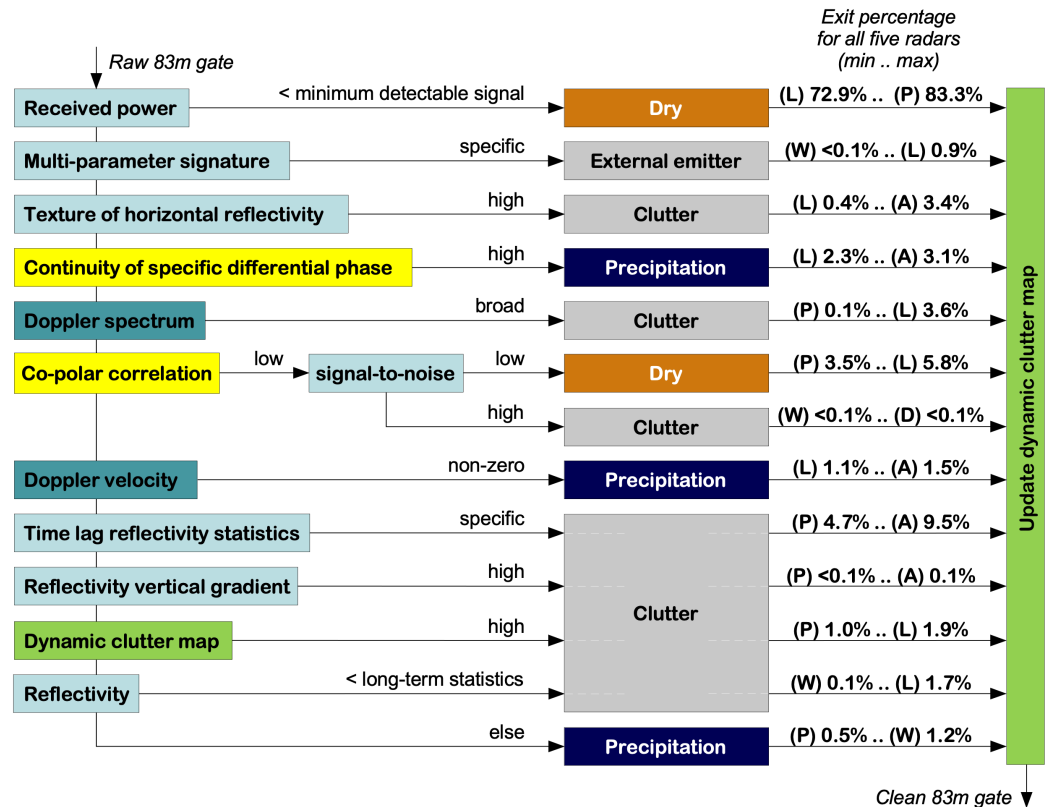 Exit percentage
for all five radars
(min .. max)
Raw 83m gate
Received power
< minimum detectable signal
Dry
(L) 72.9% .. (P) 83.3%
Multi-parameter signature
specific
External emitter
(W) <0.1% .. (L) 0.9%
Texture of horizontal reflectivity
high
Clutter
(L) 0.4% .. (A) 3.4%
Continuity of specific differential phase
high
Precipitation
(L) 2.3% .. (A) 3.1%
Doppler spectrum
broad
Clutter
(P) 0.1% .. (L) 3.6%
Co-polar correlation
low
signal-to-noise
low
Dry
(P) 3.5% .. (L) 5.8%
high
Clutter
(W) <0.1% .. (D) <0.1%
Doppler velocity
non-zero
Precipitation
(L) 1.1% .. (A) 1.5%
Time lag reflectivity statistics
specific
(P) 4.7% .. (A) 9.5%
Reflectivity vertical gradient
high
(P) <0.1% .. (A) 0.1%
Clutter
Dynamic clutter map
high
(P) 1.0% .. (L) 1.9%
Reflectivity
< long-term statistics
(W) 0.1% .. (L) 1.7%
else
Precipitation
(P) 0.5% .. (W) 1.2%
Update dynamic clutter map
Clean 83m gate